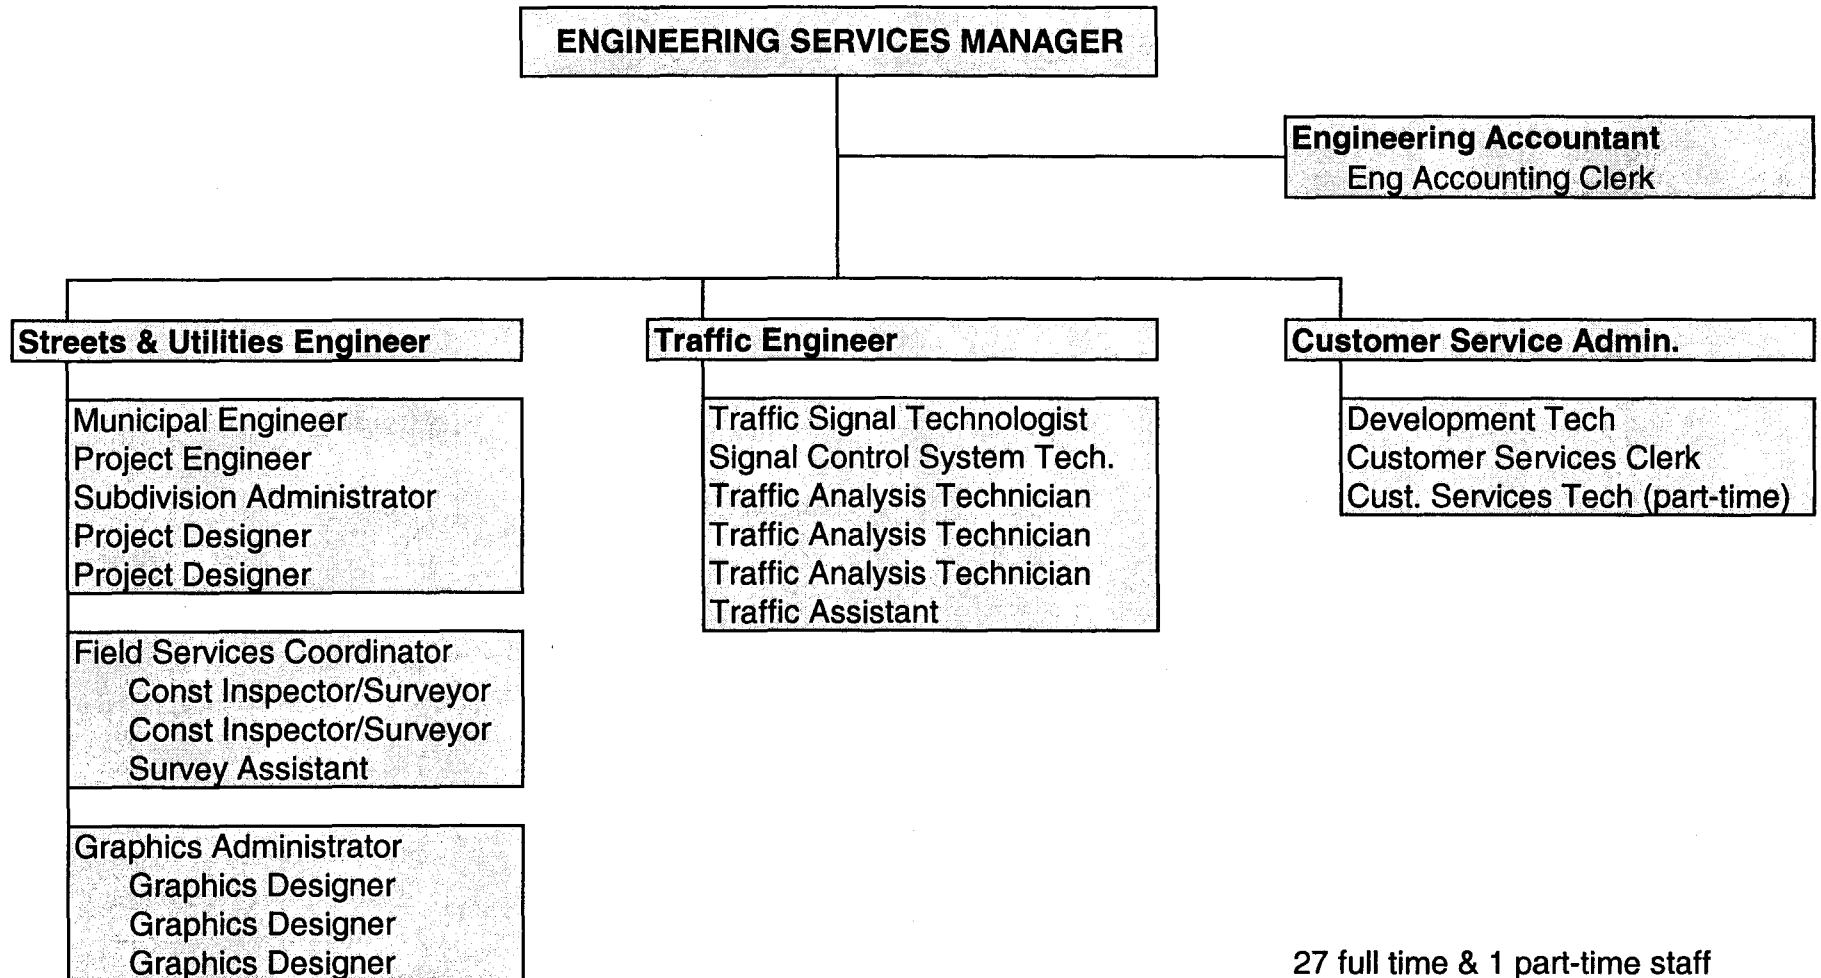 ENGINEERING SERVICES MANAGER
Engineering Accountant
Eng Accounting Clerk
Streets & Utilities Engineer
Municipal Engineer
Project Engineer
Subdivision Administrator
Project Designer
Project Designer
Field Services Coordinator
Const Inspector/Surveyor
Const Inspector/Surveyor
Survey Assistant
Graphics Administrator
Graphics Designer
Graphics Designer
Graphics Designer
Traffic Engineer
Traffic Signal Technologist
Signal Control System Tech.
Traffic Analysis Technician
Traffic Analysis Technician
Traffic Analysis Technician
Traffic Assistant
Customer Service Admin.
Development Tech
Customer Services Clerk
Cust. Services Tech (part-time)
27 full time & 1 part-time staff